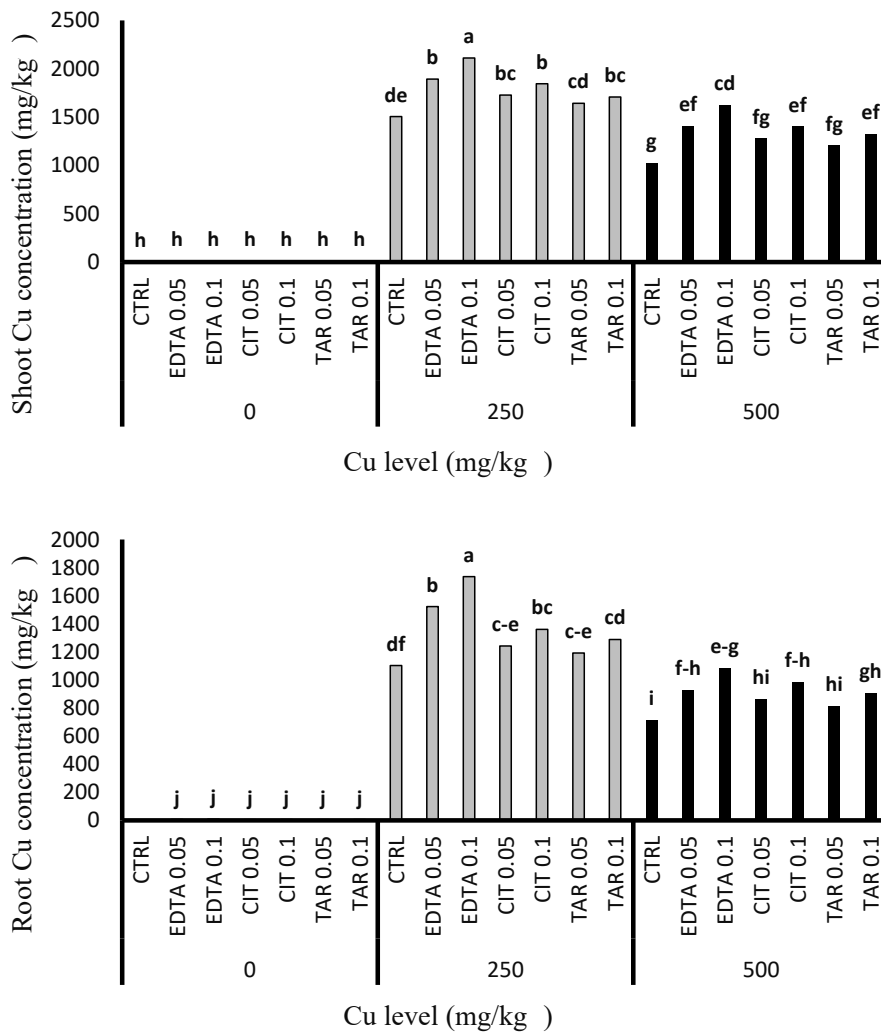 Shoot Cu concentration (mg/kg )
2500
2000
1500
1000
500
0
h h h h h h h
de b a bc b cd bc
g ef cd fg ef fg ef
CTRL EDTA 0.05 EDTA 0.1 CIT 0.05 CIT 0.1 TAR 0.05 TAR 0.1 CTRL EDTA 0.05 EDTA 0.1 CIT 0.05 CIT 0.1 TAR 0.05 TAR 0.1 CTRL EDTA 0.05 EDTA 0.1 CIT 0.05 CIT 0.1 TAR 0.05 TAR 0.1
0 250 500
Cu level (mg/kg )
Root Cu concentration (mg/kg )
2000
1800
1600
1400
1200
1000
800
600
400
200
0
j j j j j j
df b a c-e bc c-e cd
i f-h e-g hi f-h hi gh
CTRL EDTA 0.05 EDTA 0.1 CIT 0.05 CIT 0.1 TAR 0.05 TAR 0.1 CTRL EDTA 0.05 EDTA 0.1 CIT 0.05 CIT 0.1 TAR 0.05 TAR 0.1 CTRL EDTA 0.05 EDTA 0.1 CIT 0.05 CIT 0.1 TAR 0.05 TAR 0.1
0 250 500
Cu level (mg/kg )